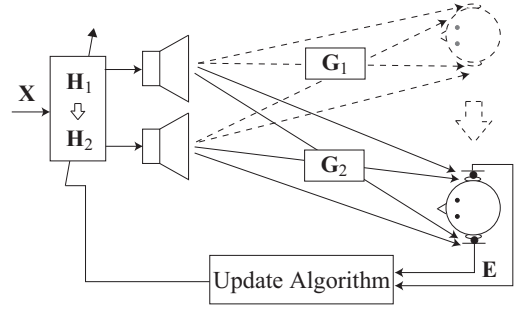 G₁
X
H₁
H₂
G₂
E
Update Algorithm